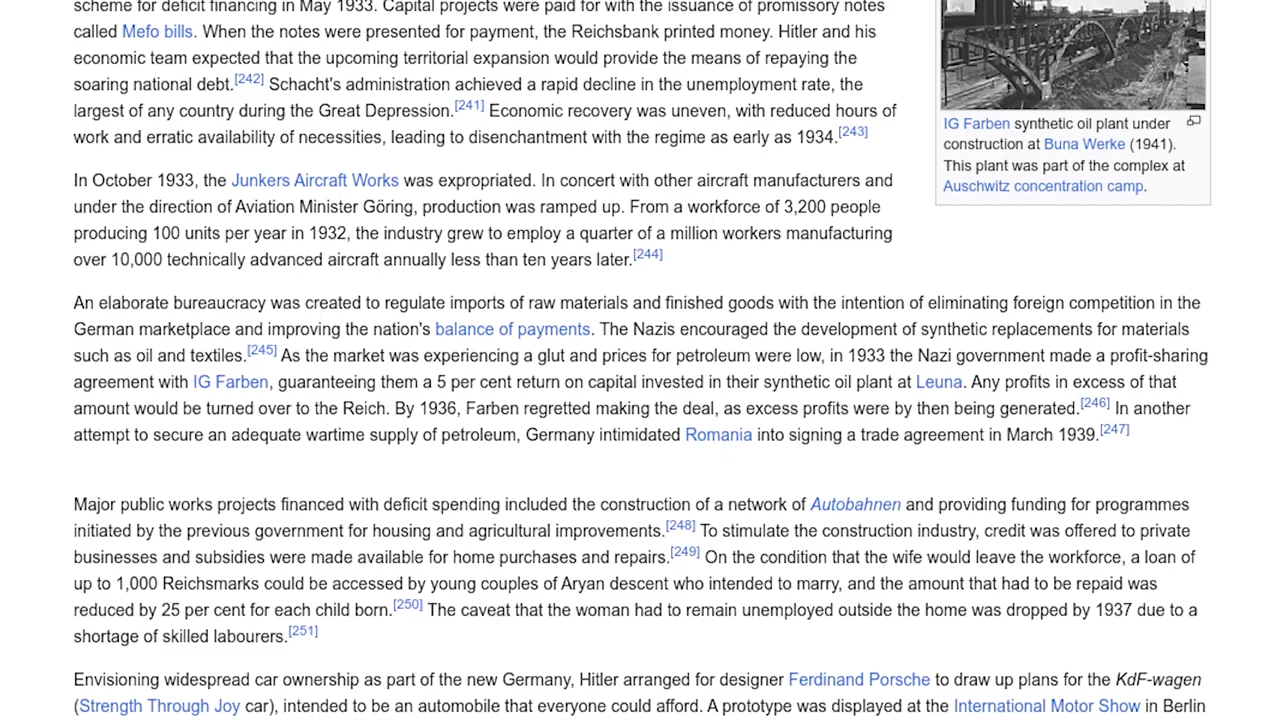 scheme for deficit financing in May 1933. Capital projects were paid for with the issuance of promissory notes
called Mefo bills. When the notes were presented for payment, the Reichsbank printed money. Hitler and his
economic team expected that the upcoming territorial expansion would provide the means of repaying the
soaring national debt.[242] Schacht's administration achieved a rapid decline in the unemployment rate, the
largest of any country during the Great Depression.[241] Economic recovery was uneven, with reduced hours of
work and erratic availability of necessities, leading to disenchantment with the regime as early as 1934.[243]
IG Farben synthetic oil plant under
construction at Buna Werke (1941).
This plant was part of the complex at
Auschwitz concentration camp.
In October 1933, the Junkers Aircraft Works was expropriated. In concert with other aircraft manufacturers and
under the direction of Aviation Minister Göring, production was ramped up. From a workforce of 3,200 people
producing 100 units per year in 1932, the industry grew to employ a quarter of a million workers manufacturing
over 10,000 technically advanced aircraft annually less than ten years later.[244]
An elaborate bureaucracy was created to regulate imports of raw materials and finished goods with the intention of eliminating foreign competition in the
German marketplace and improving the nation's balance of payments. The Nazis encouraged the development of synthetic replacements for materials
such as oil and textiles.[245] As the market was experiencing a glut and prices for petroleum were low, in 1933 the Nazi government made a profit-sharing
agreement with IG Farben, guaranteeing them a 5 per cent return on capital invested in their synthetic oil plant at Leuna. Any profits in excess of that
amount would be turned over to the Reich. By 1936, Farben regretted making the deal, as excess profits were by then being generated.[246] In another
attempt to secure an adequate wartime supply of petroleum, Germany intimidated Romania into signing a trade agreement in March 1939.[247]
Major public works projects financed with deficit spending included the construction of a network of Autobahnen and providing funding for programmes
initiated by the previous government for housing and agricultural improvements.[248] To stimulate the construction industry, credit was offered to private
businesses and subsidies were made available for home purchases and repairs.[249] On the condition that the wife would leave the workforce, a loan of
up to 1,000 Reichsmarks could be accessed by young couples of Aryan descent who intended to marry, and the amount that had to be repaid was
reduced by 25 per cent for each child born.[250] The caveat that the woman had to remain unemployed outside the home was dropped by 1937 due to a
shortage of skilled labourers.[251]
Envisioning widespread car ownership as part of the new Germany, Hitler arranged for designer Ferdinand Porsche to draw up plans for the KdF-wagen
(Strength Through Joy car), intended to be an automobile that everyone could afford. A prototype was displayed at the International Motor Show in Berlin